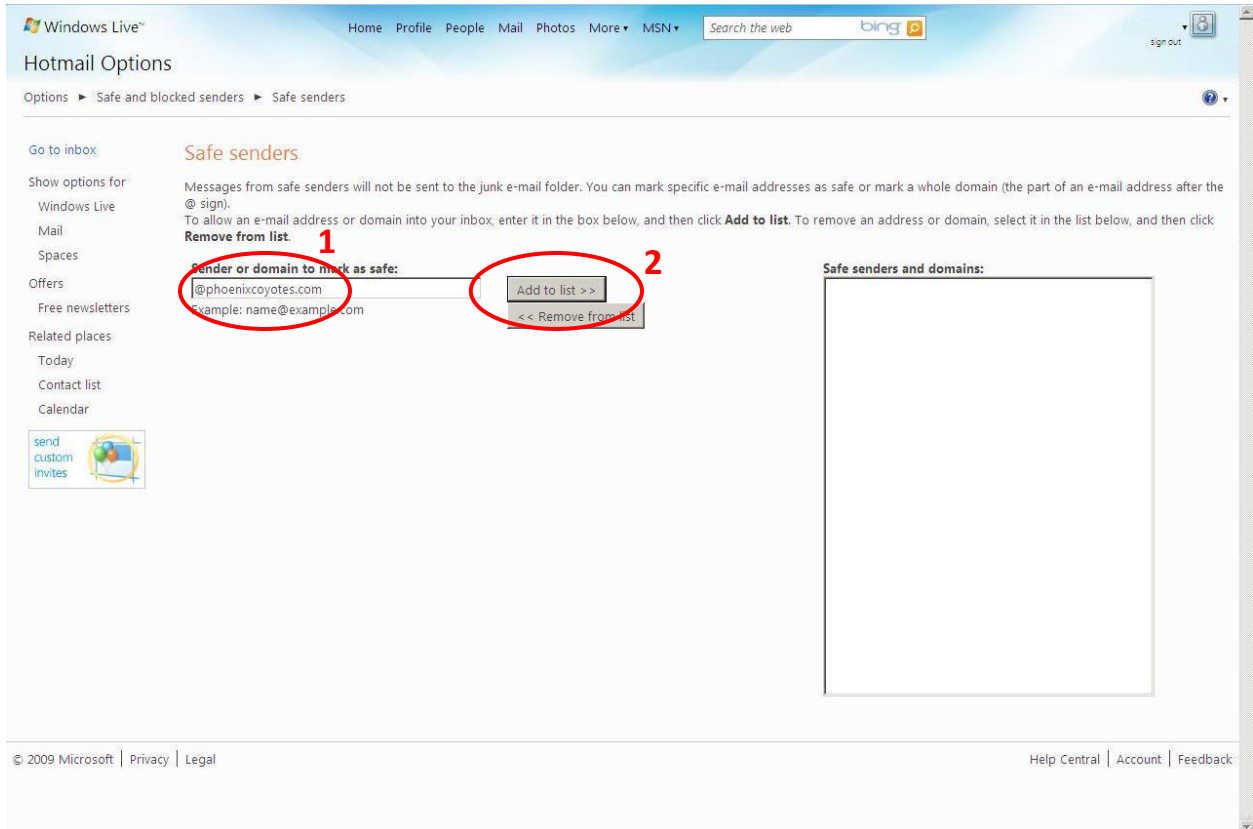 Windows Live™ Home Profile People Mail Photos More MSN Search the web bing
sign out
Hotmail Options
Options ► Safe and blocked senders ► Safe senders
Go to inbox
Show options for
Windows Live
Mail
Spaces
Offers
Free newsletters
Related places
Today
Contact list
Calendar
send
custom
invites
Safe senders
Messages from safe senders will not be sent to the junk e-mail folder. You can mark specific e-mail addresses as safe or mark a whole domain (the part of an e-mail address after the
@ sign).
To allow an e-mail address or domain into your inbox, enter it in the box below, and then click Add to list. To remove an address or domain, select it in the list below, and then click
Remove from list.
1
2
Sender or domain to mark as safe:
@phoenixcoyotes.com
Example: name@example.com
Add to list >>
<< Remove from list
Safe senders and domains:
© 2009 Microsoft | Privacy | Legal
Help Central | Account | Feedback